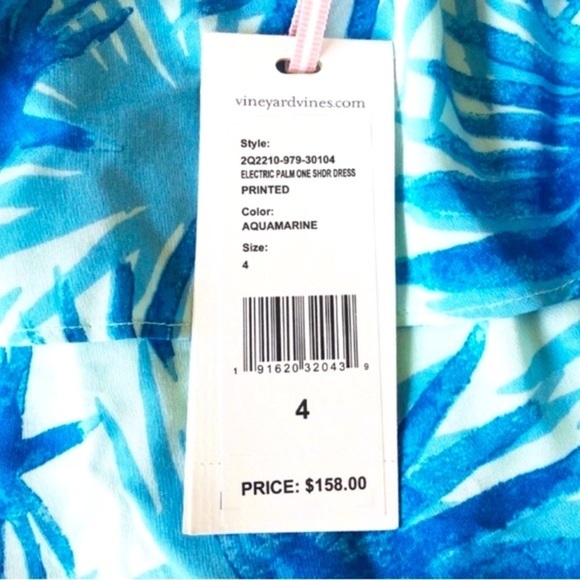 vineyardvines.com
Style:
2Q2210-979-30104
ELECTRIC PALM ONE SHDR DRESS
PRINTED
Color:
AQUAMARINE
Size:
4
1 91620 32043 9
4
PRICE: $158.00